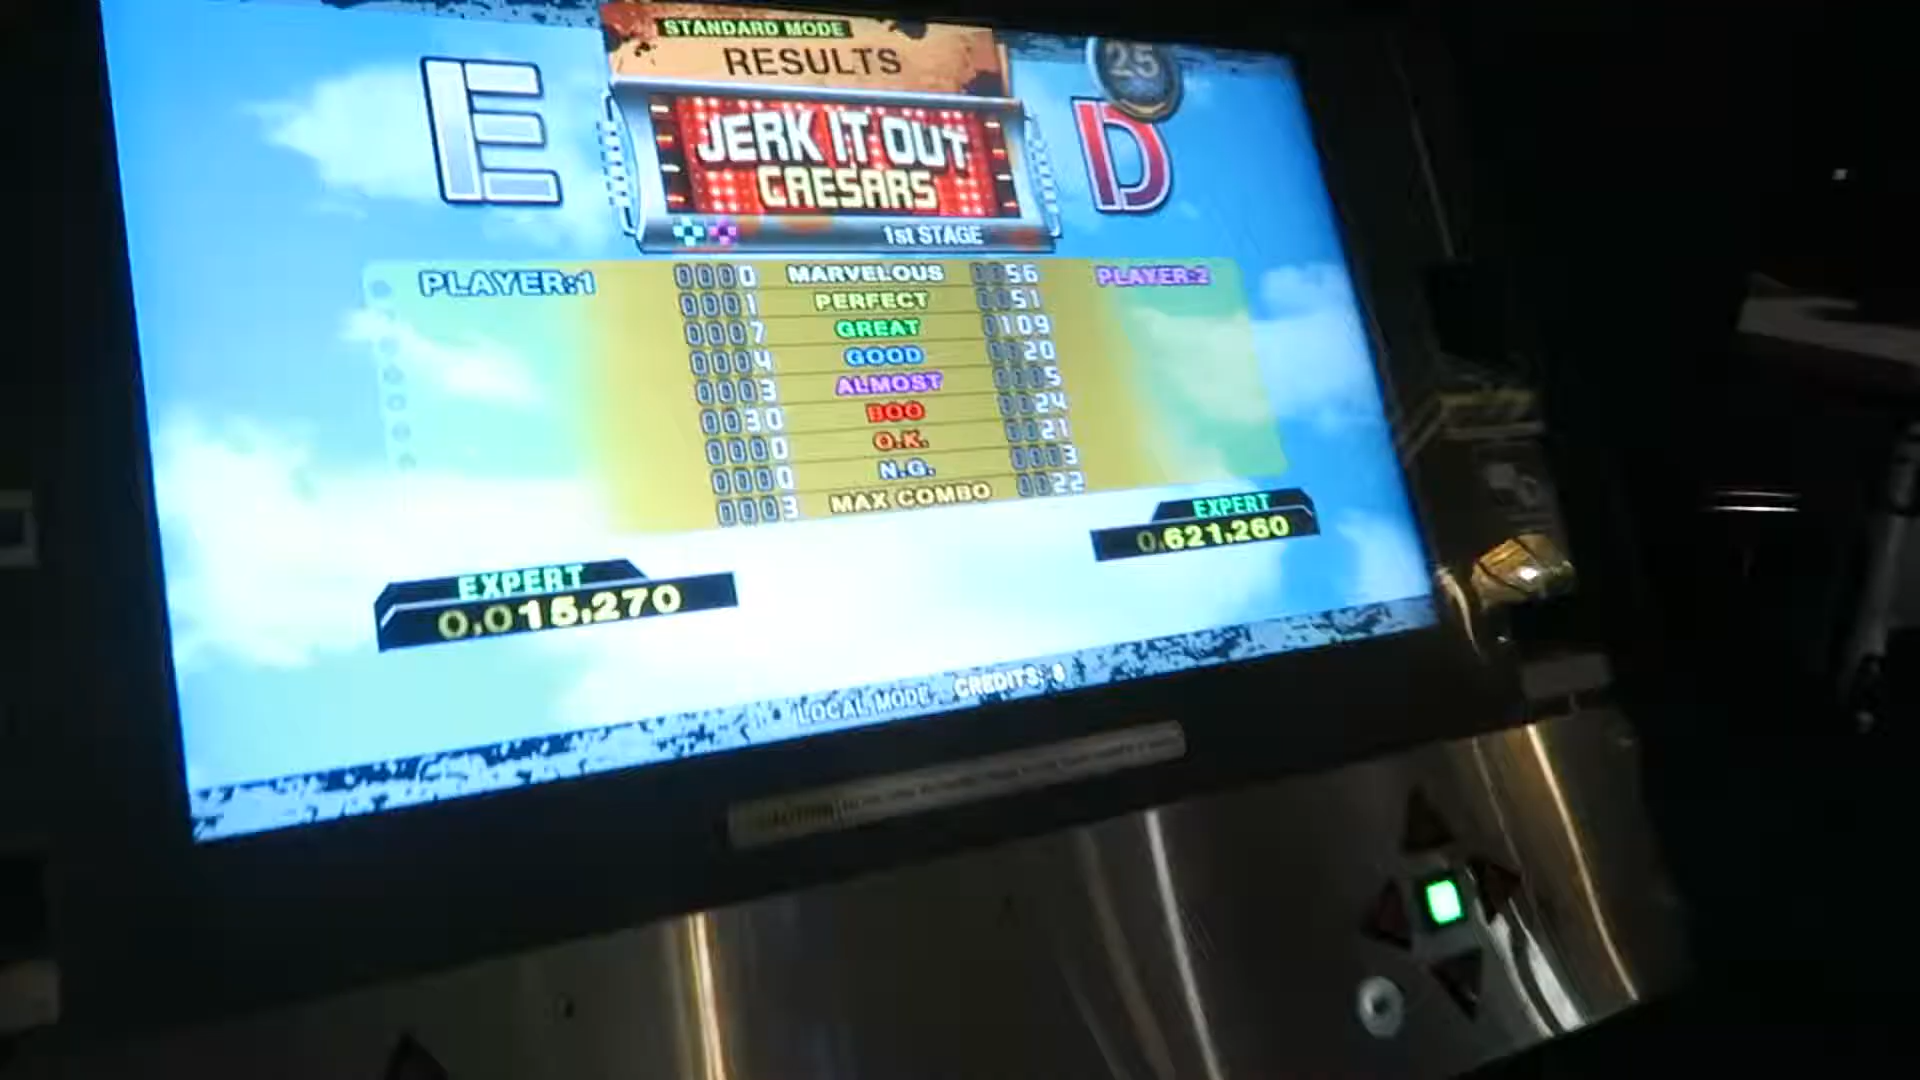 STANDARD MODE
RESULTS
25
E
D
JERK IT OUT
CAESARS
1st STAGE
PLAYER:1
PLAYER:2
0000 MARVELOUS 0056
0001 PERFECT 0051
0007 GREAT 0109
0004 GOOD 0020
0003 ALMOST 0005
0030 BOO 0024
0000 O.K. 0021
0000 N.G. 0003
0003 MAX COMBO 0022
EXPERT
0,621,260
EXPERT
0,015,270
LOCAL MODE CREDITS: 8
CAUTION